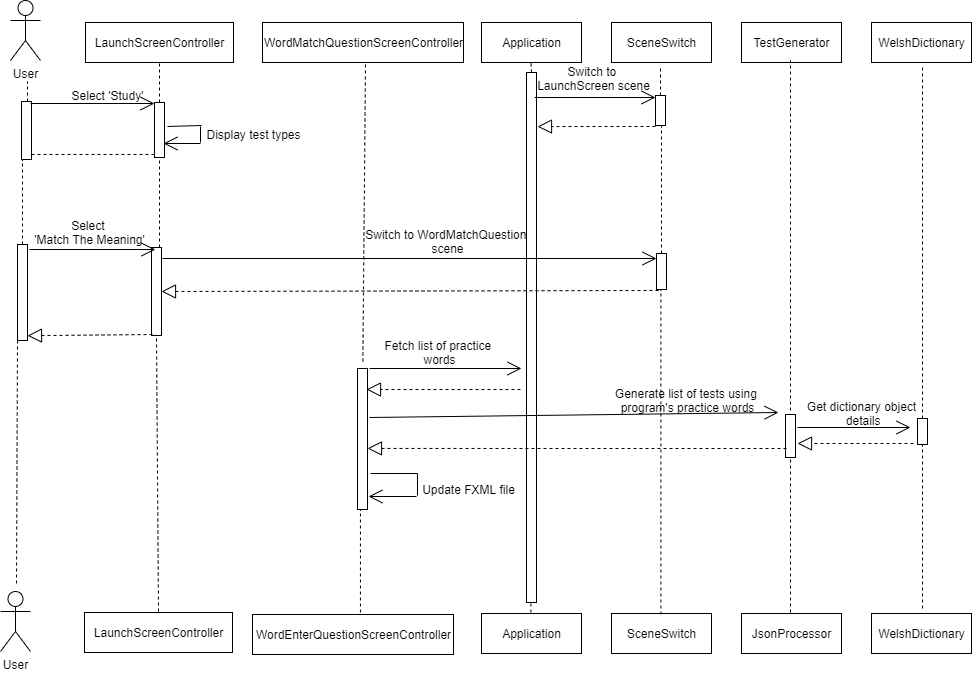 User
LaunchScreenController
WordMatchQuestionScreenController
Application
SceneSwitch
TestGenerator
WelshDictionary
Switch to
LaunchScreen scene
Select 'Study'
Display test types
Select
'Match The Meaning'
Switch to WordMatchQuestion
scene
Fetch list of practice
words
Generate list of tests using
program's practice words
Get dictionary object
details
Update FXML file
User
LaunchScreenController
WordEnterQuestionScreenController
Application
SceneSwitch
JsonProcessor
WelshDictionary